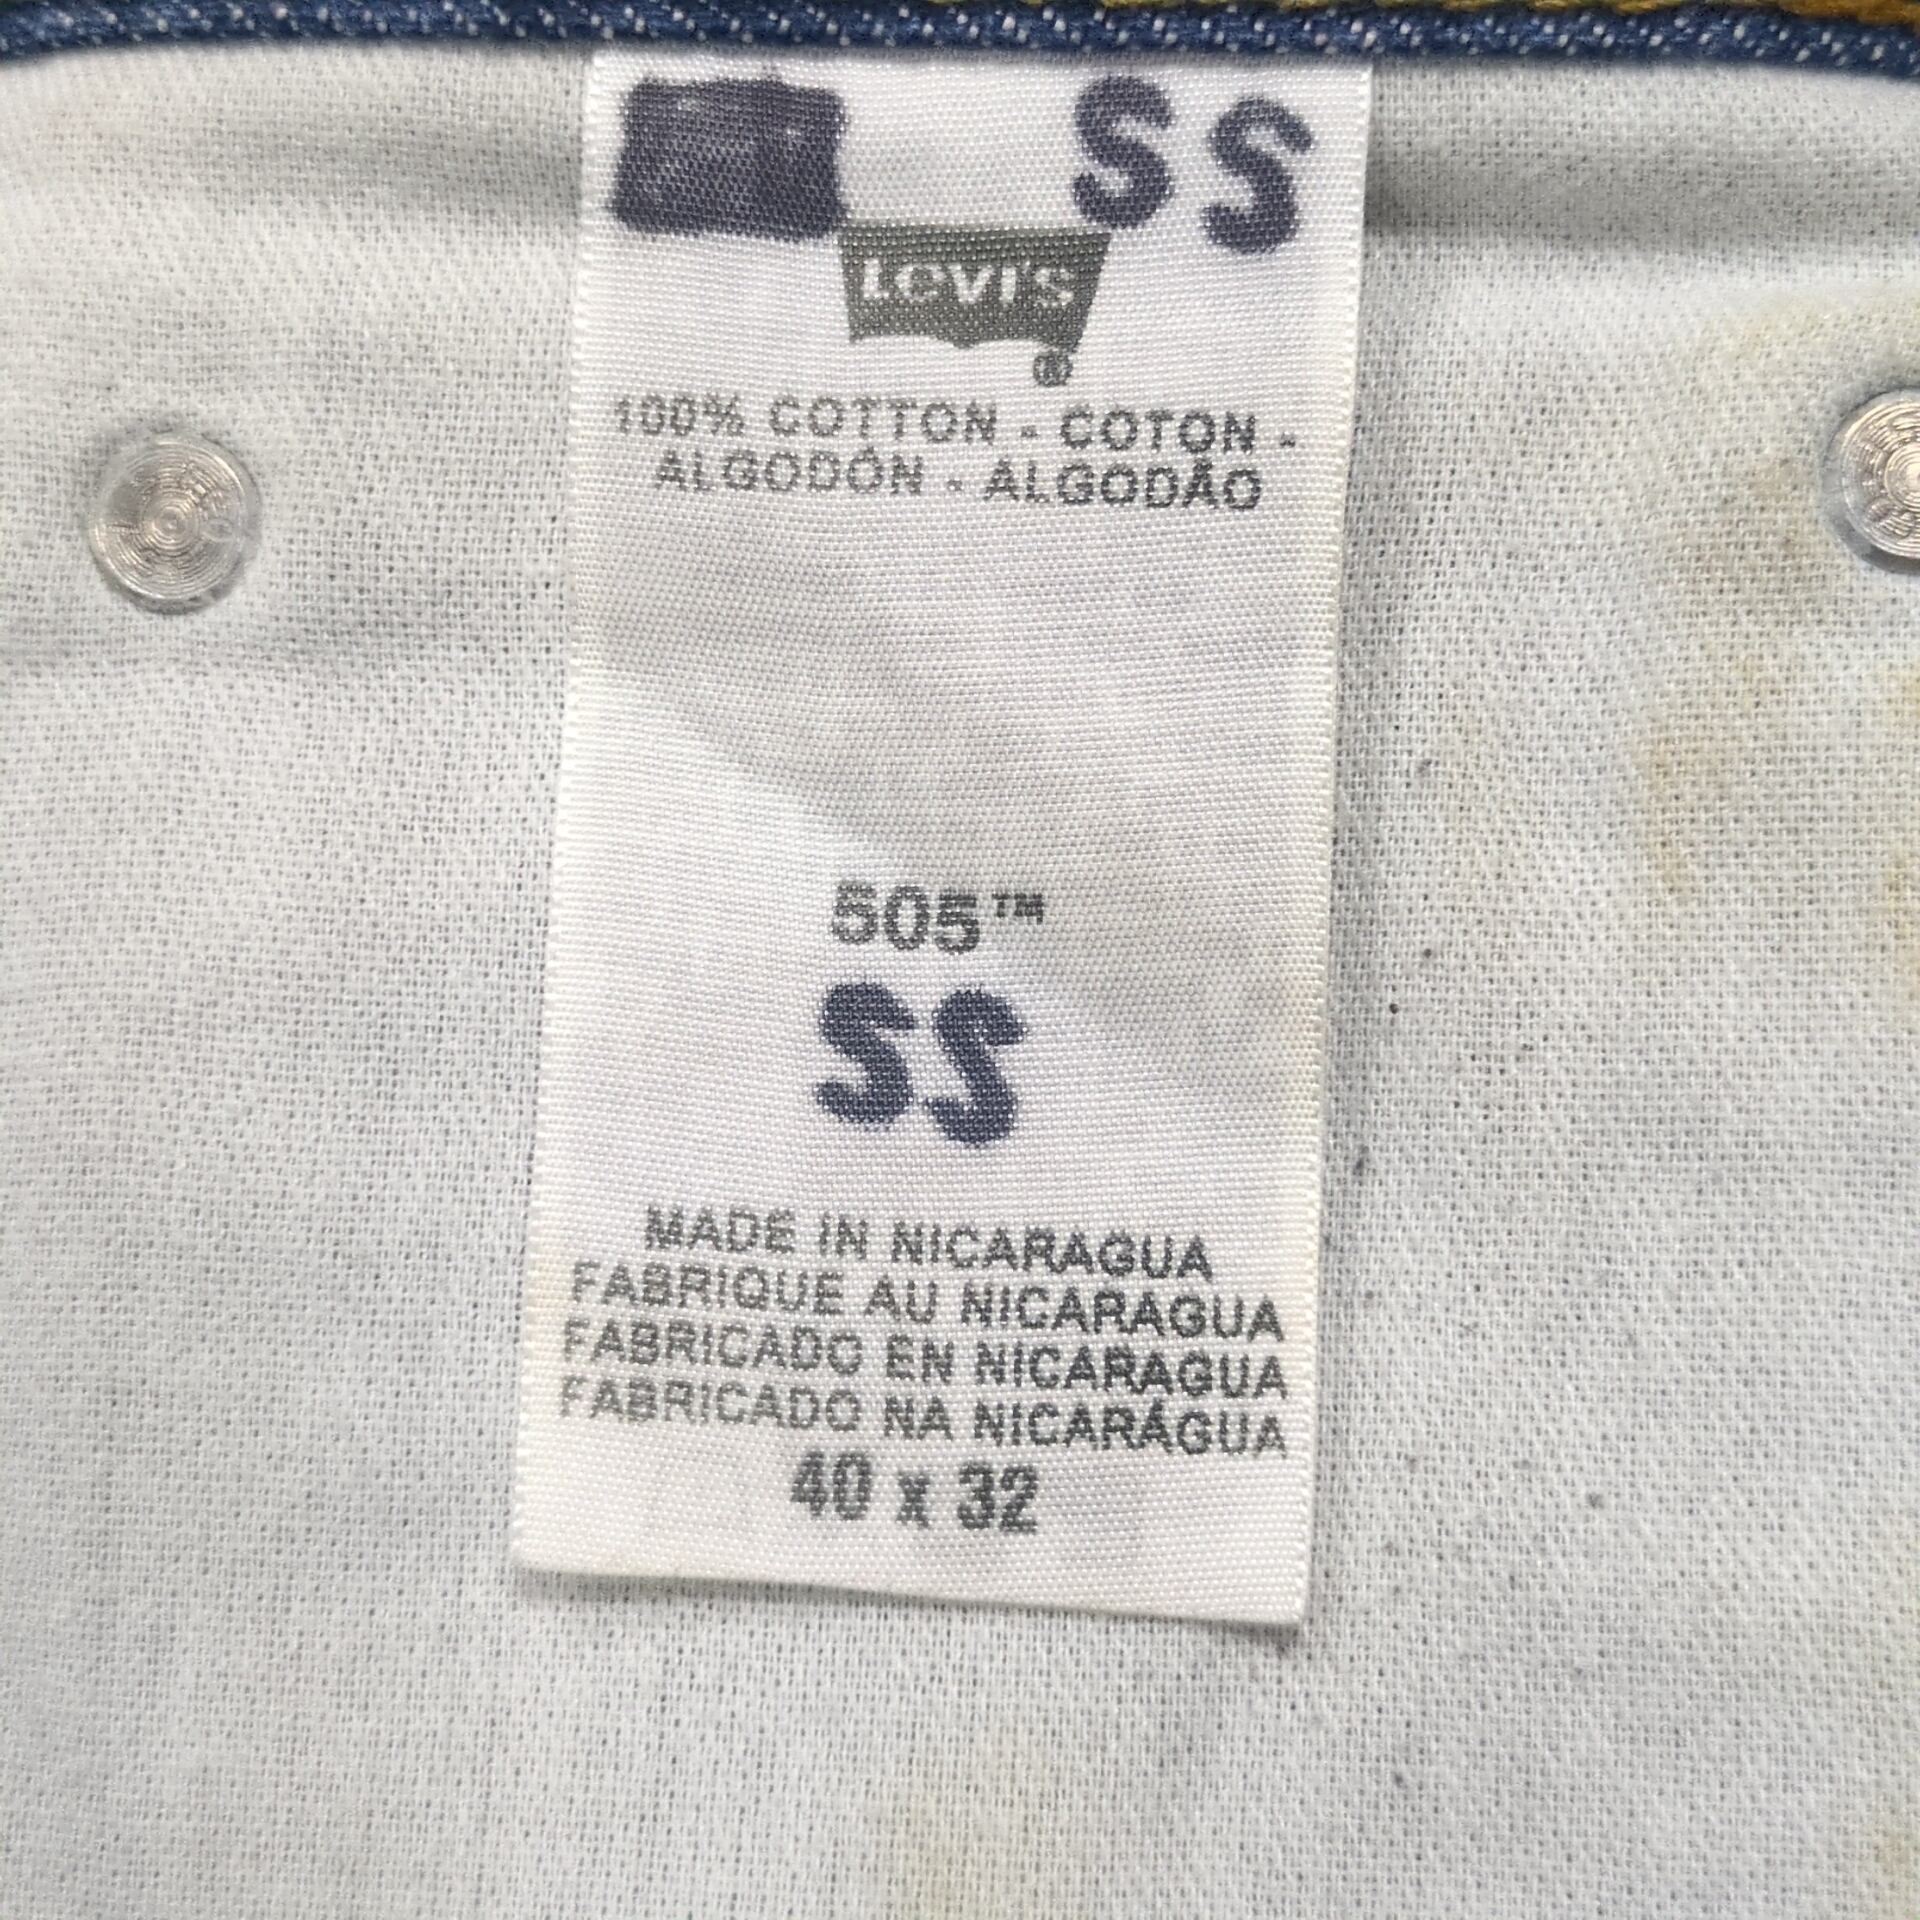 SS
Levi's
®
100% COTTON - COTON -
ALGODÓN - ALGODÃO
505™
SS
MADE IN NICARAGUA
FABRIQUE AU NICARAGUA
FABRICADO EN NICARAGUA
FABRICADO NA NICARÁGUA
40 x 32